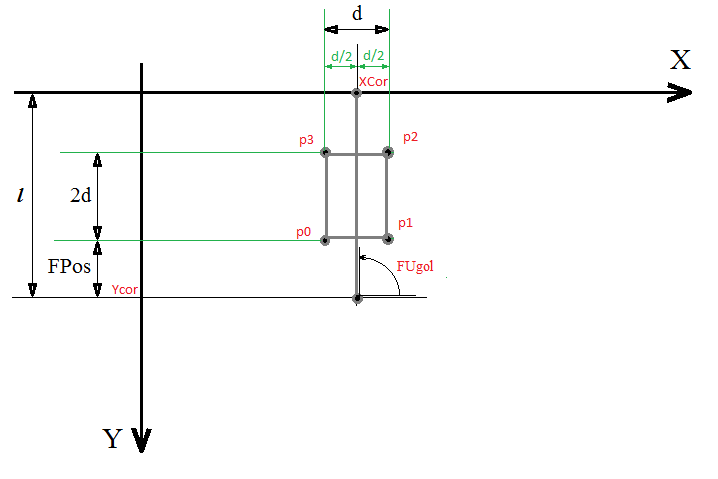 d
d/2 d/2
X
XCor
p3 p2
l 2d
p0 p1
FPos FUgol
Ycor
Y